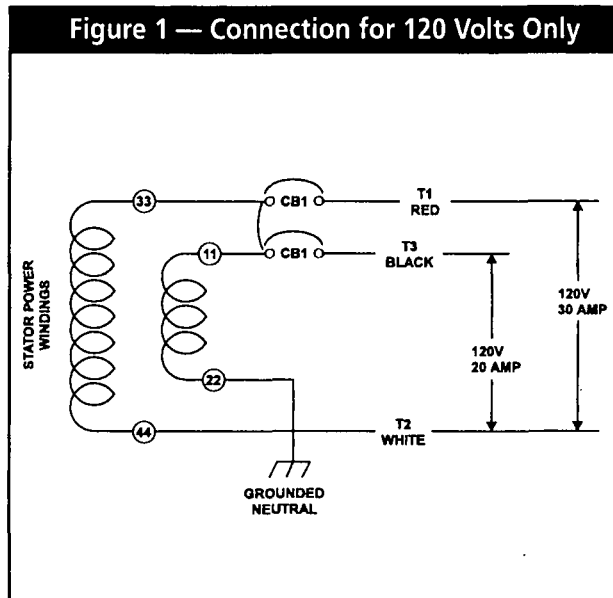 Figure 1 — Connection for 120 Volts Only
33
CB1
T1
RED
11
CB1
T3
BLACK
STATOR POWER
WINDINGS
120V
30 AMP
120V
20 AMP
22
44
T2
WHITE
GROUNDED
NEUTRAL